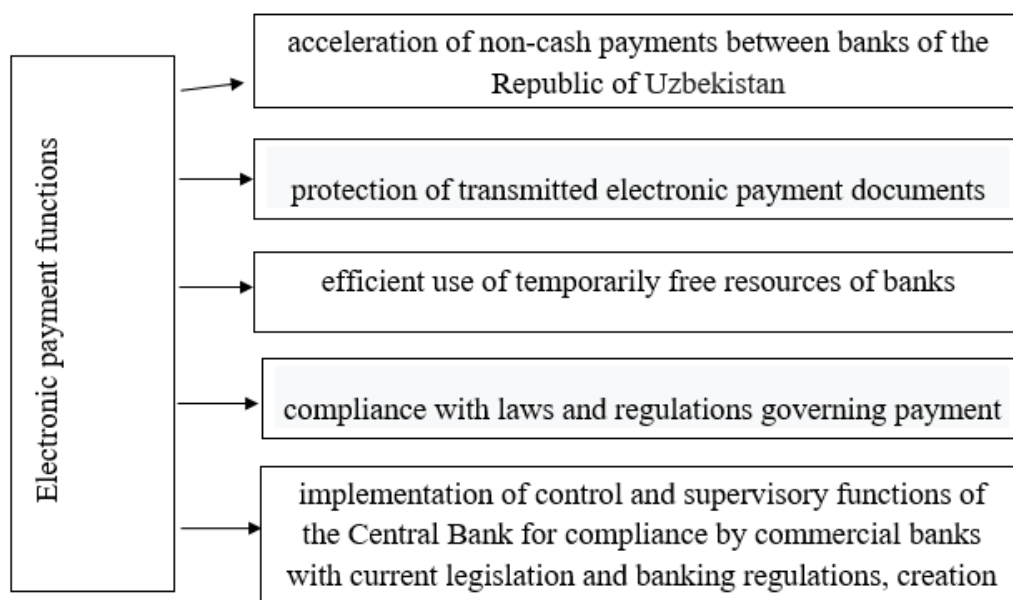 Electronic payment functions
acceleration of non-cash payments between banks of the
Republic of Uzbekistan
protection of transmitted electronic payment documents
efficient use of temporarily free resources of banks
compliance with laws and regulations governing payment
implementation of control and supervisory functions of
the Central Bank for compliance by commercial banks
with current legislation and banking regulations, creation